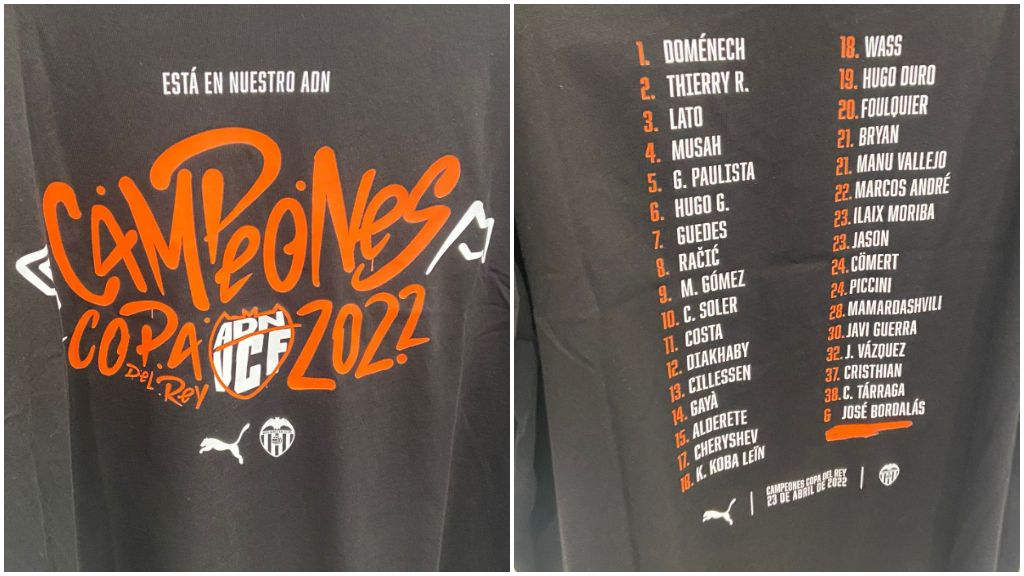 ESTÁ EN NUESTRO ADN
CAMPEONES
COPA
DEL REY
ADN
VCF
2022
1. DOMÉNECH
2. THIERRY R.
3. LATO
4. MUSAH
5. G. PAULISTA
6. HUGO G.
7. GUEDES
8. RAČIĆ
9. M. GÓMEZ
10. C. SOLER
11. COSTA
12. DIAKHABY
13. CILLESSEN
14. GAYÀ
15. ALDERETE
17. CHERYSHEV
16. K. KOBA LEÏN
18. WASS
19. HUGO DURO
20. FOULQUIER
21. BRYAN
21. MANU VALLEJO
22. MARCOS ANDRÉ
23. ILAIX MORIBA
23. JASON
24. CÖMERT
24. PICCINI
28. MAMARDASHVILI
30. JAVI GUERRA
32. J. VÁZQUEZ
37. CRISTHIAN
38. C. TÁRRAGA
& JOSÉ BORDALÁS
CAMPEONES COPA DEL REY
23 DE ABRIL DE 2022